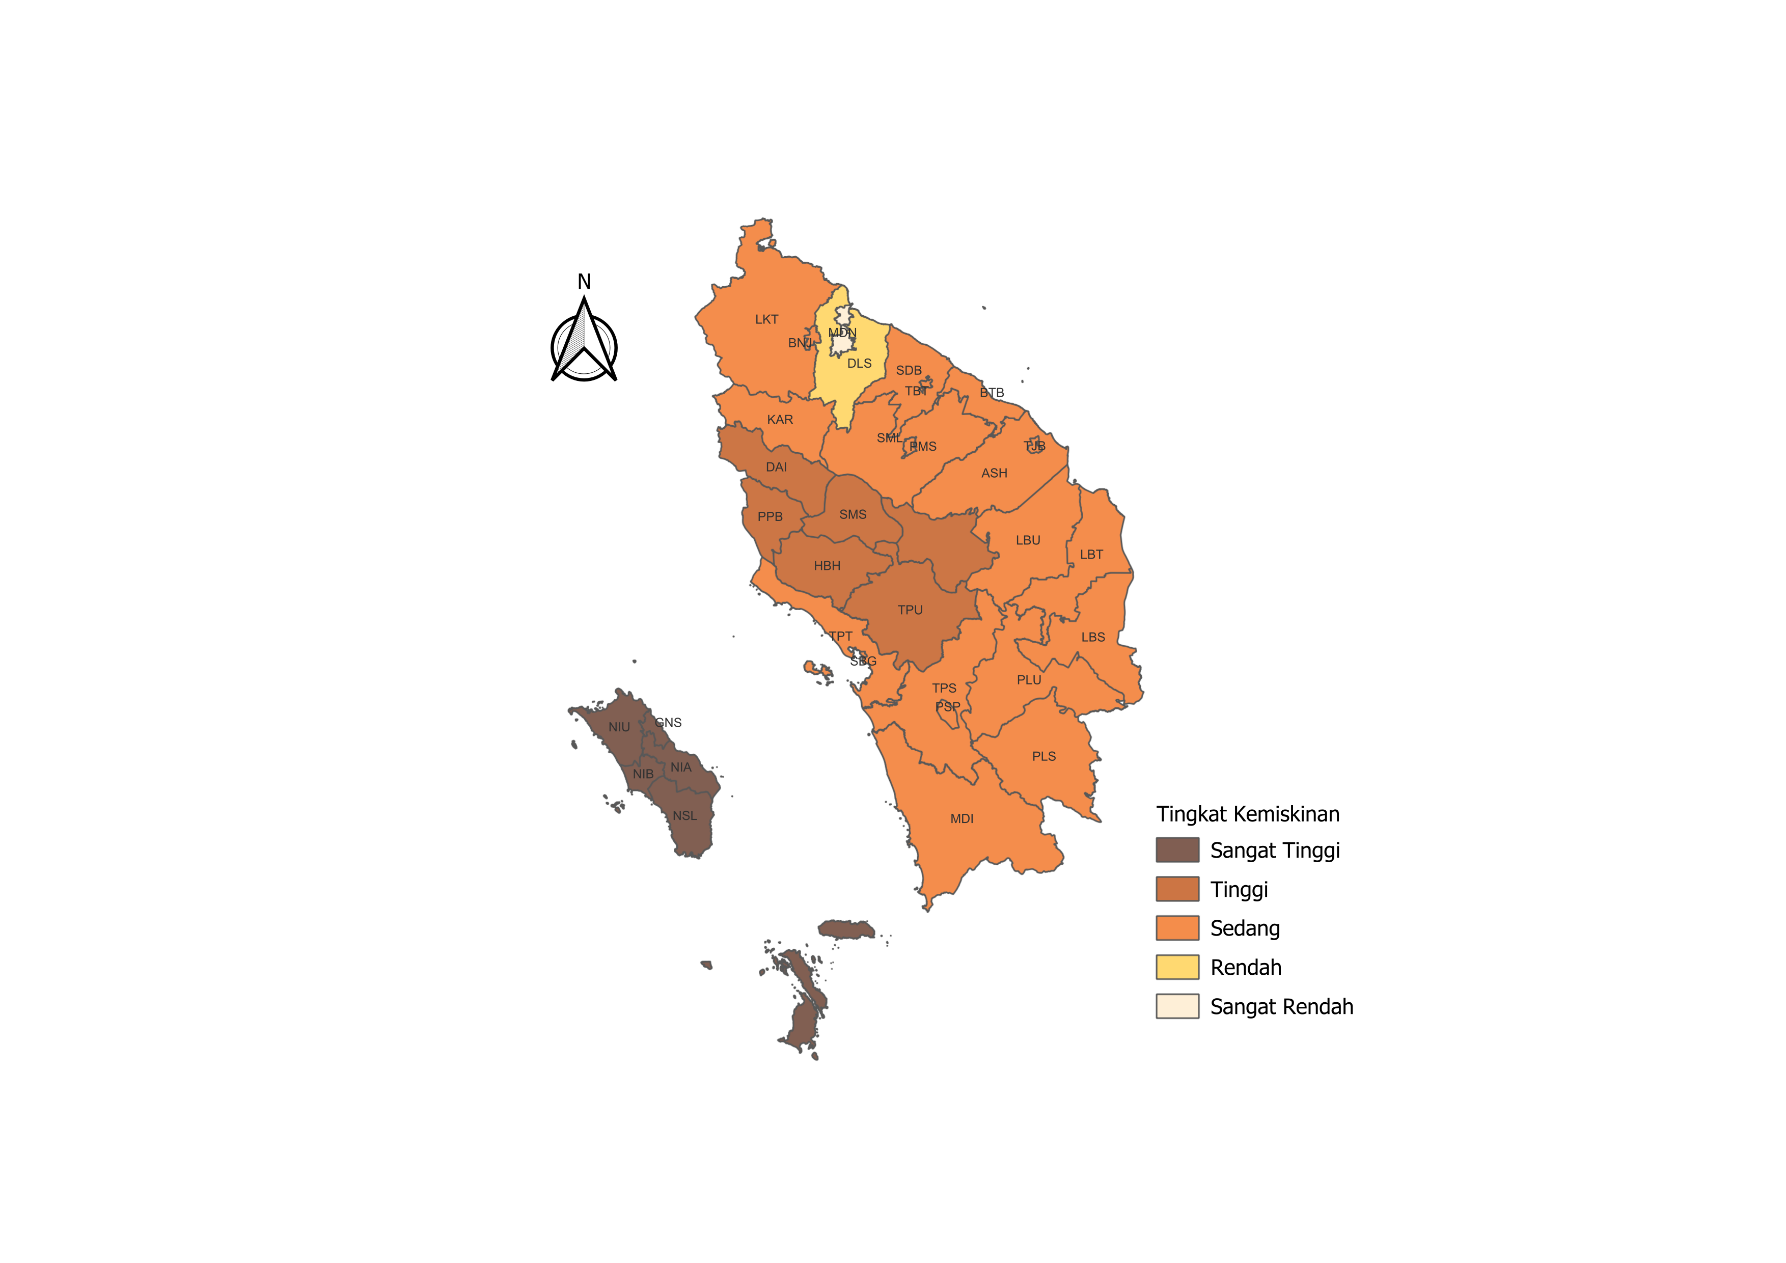 N
LKT
BNJ
MDN
DLS
SDB
TBT
BTB
KAR
SML
PMS
TJB
DAI
ASH
PPB
SMS
LBU
LBT
HBH
TPU
TPT
SBG
LBS
TPS
PLU
PSP
GNS
NIU
NIA
NIB
PLS
NSL
MDI
Tingkat Kemiskinan
Sangat Tinggi
Tinggi
Sedang
Rendah
Sangat Rendah